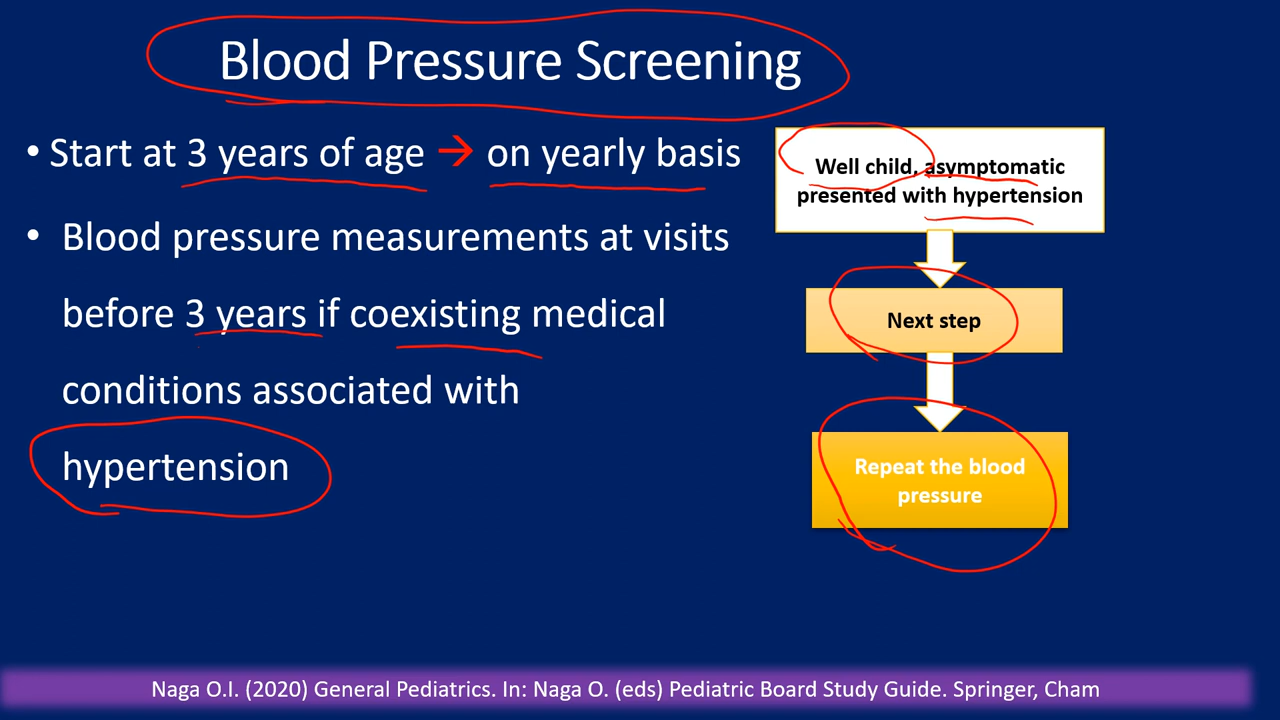 Blood Pressure Screening
• Start at 3 years of age → on yearly basis
• Blood pressure measurements at visits
before 3 years if coexisting medical
conditions associated with
hypertension
Well child, asymptomatic
presented with hypertension
Next step
Repeat the blood
pressure
Naga O.I. (2020) General Pediatrics. In: Naga O. (eds) Pediatric Board Study Guide. Springer, Cham